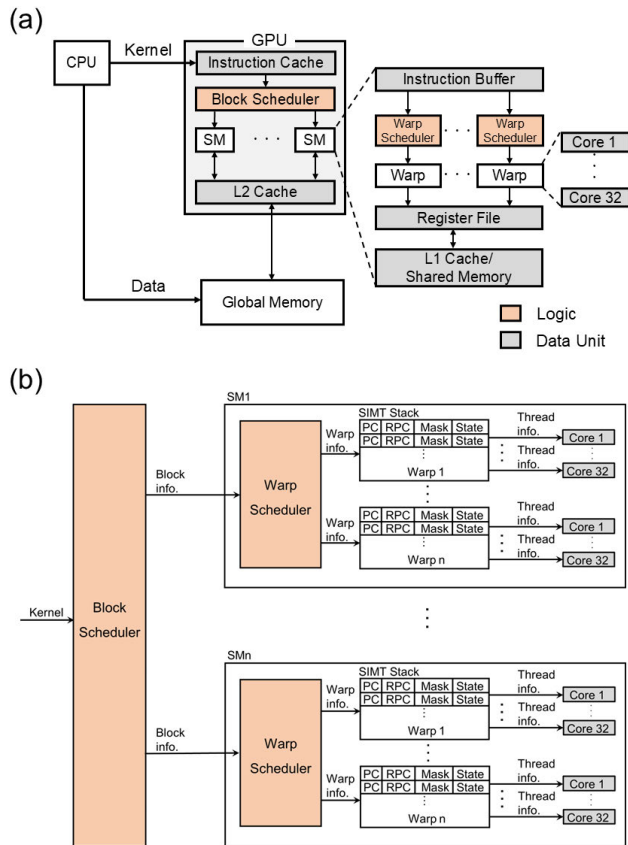 (a)
GPU
CPU
Kernel
Instruction Cache
Block Scheduler
SM
· · ·
SM
L2 Cache
Data
Global Memory
Instruction Buffer
Warp
Scheduler
· · ·
Warp
Scheduler
Warp
· · ·
Warp
Core 1
Core 32
Register File
L1 Cache/
Shared Memory
Logic
Data Unit
(b)
Kernel
Block
Scheduler
Block
info.
SM1
Warp
Scheduler
Warp
info.
SIMT Stack
PC RPC Mask State
PC RPC Mask State
Warp 1
Thread
info.
Core 1
Thread
info.
Core 32
Warp
info.
PC RPC Mask State
PC RPC Mask State
Warp n
Thread
info.
Core 1
Thread
info.
Core 32
Block
info.
SMn
Warp
Scheduler
Warp
info.
SIMT Stack
PC RPC Mask State
PC RPC Mask State
Warp 1
Thread
info.
Core 1
Thread
info.
Core 32
Warp
info.
PC RPC Mask State
PC RPC Mask State
Warp n
Thread
info.
Core 1
Thread
info.
Core 32